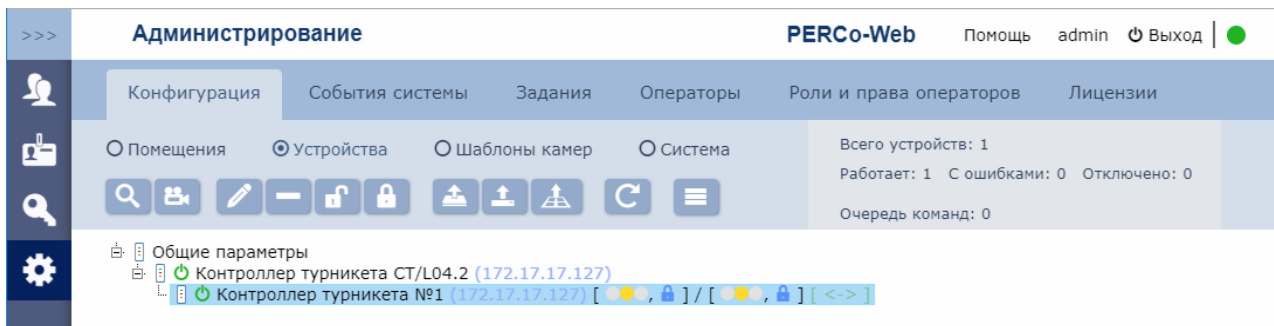 >>> Администрирование PERCo-Web Помощь admin Выход
Конфигурация События системы Задания Операторы Роли и права операторов Лицензии
Помещения Устройства Шаблоны камер Система
Всего устройств: 1
Работает: 1 С ошибками: 0 Отключено: 0
Очередь команд: 0
Общие параметры
Контроллер турникета CT/L04.2 (172.17.17.127)
Контроллер турникета №1 (172.17.17.127) [ , ] / [ , ] [ <-> ]